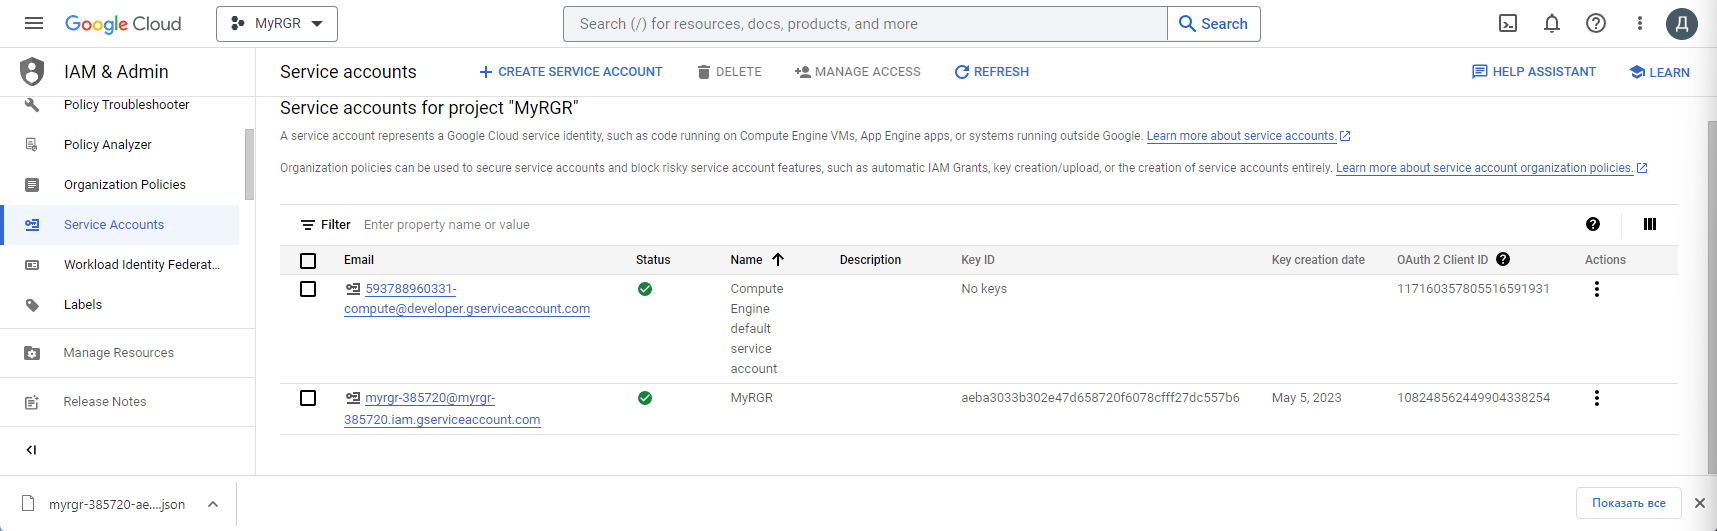 Google Cloud
MyRGR
Search (/) for resources, docs, products, and more
Search
Д
IAM & Admin
Service accounts
CREATE SERVICE ACCOUNT
DELETE
MANAGE ACCESS
REFRESH
HELP ASSISTANT
LEARN
Policy Troubleshooter
Policy Analyzer
Organization Policies
Service Accounts
Workload Identity Federat...
Labels
Manage Resources
Release Notes
Service accounts for project "MyRGR"
A service account represents a Google Cloud service identity, such as code running on Compute Engine VMs, App Engine apps, or systems running outside Google. Learn more about service accounts.
Organization policies can be used to secure service accounts and block risky service account features, such as automatic IAM Grants, key creation/upload, or the creation of service accounts entirely. Learn more about service account organization policies.
Filter Enter property name or value
Email Status Name Description Key ID Key creation date OAuth 2 Client ID Actions
593788960331-
compute@developer.gserviceaccount.com
Compute
Engine
default
service
account
No keys
117160357805516591931
myrgr-385720@myrgr-
385720.iam.gserviceaccount.com
MyRGR
aeba3033b302e47d658720f6078cfff27dc557b6
May 5, 2023
108248562449904338254
myrgr-385720-ae....json
Показать все